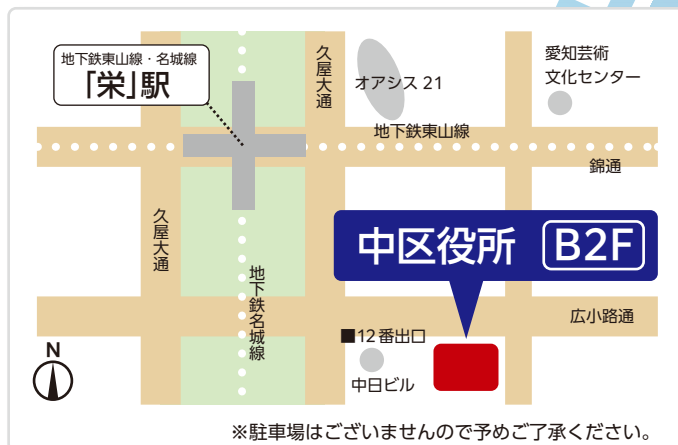 地下鉄東山線・名城線
「栄」駅
久屋大通
オアシス21
愛知芸術
文化センター
地下鉄東山線
錦通
久屋大通
中区役所 B2F
地下鉄名城線
広小路通
■12番出口
中日ビル
N
※駐車場はございませんので予めご了承ください。